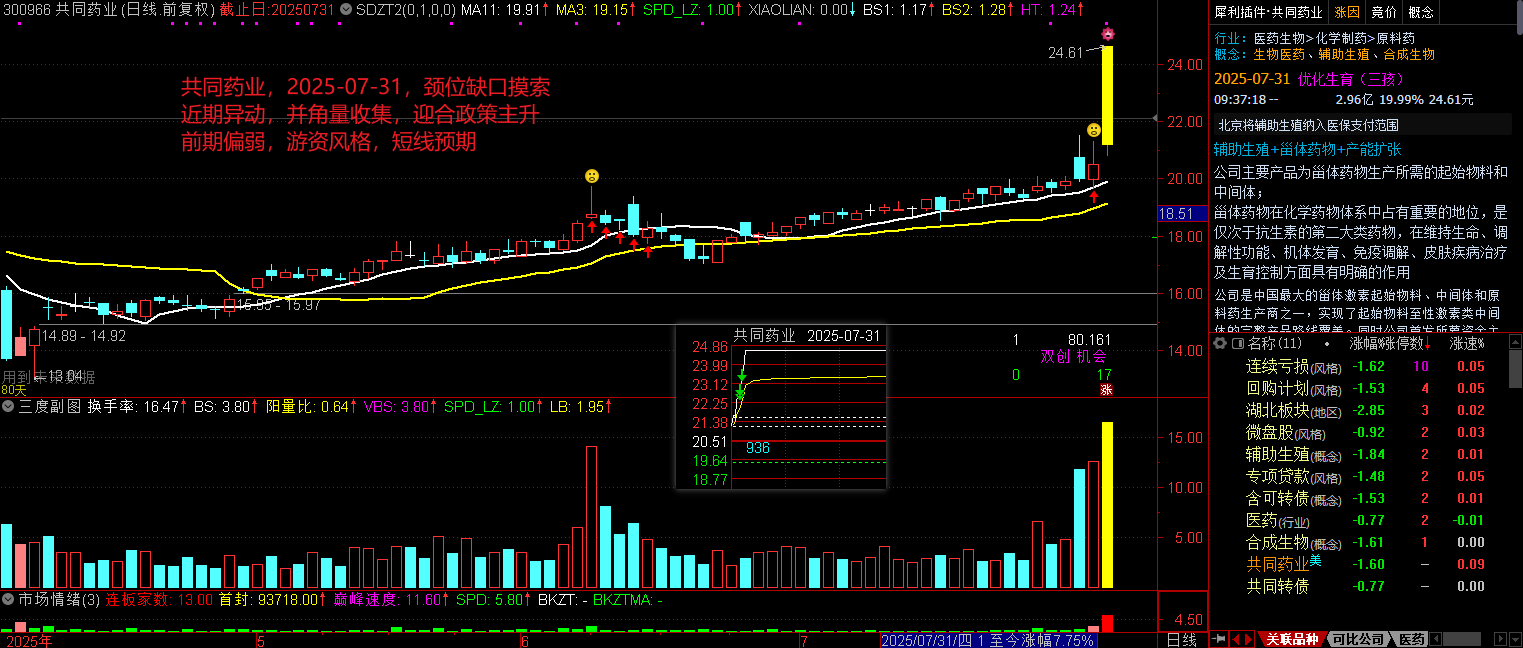 300966 共同药业(日线.前复权) 截止日:20250731 SDZT2(0,1,0,0) MA11: 19.91↑ MA3: 19.15↑ SPD_LZ: 1.00↑ XIAOLIAN: 0.00↓ BS1: 1.17↑ BS2: 1.28↑ HT: 1.24↑
共同药业，2025-07-31，颈位缺口摸索
近期异动，并角量收集，迎合政策主升
前期偏弱，游资风格，短线预期
24.61
24.00
22.00
20.00
18.51
18.00
16.00
14.00
15.85 - 15.97
14.89 - 14.92
13.04
用到未来数据
80天
共同药业 2025-07-31
24.86
23.99
23.12
22.25
21.38
20.51
19.64
18.77
936
1 80.161
双创 机会
0 17
涨
三度副图 换手率: 16.47↑ BS: 3.80↑ 阳量比: 0.64↑ VBS: 3.80↑ SPD_LZ: 1.00↑ LB: 1.95↑
15.00
10.00
5.00
市场情绪(3) 连板家数: 13.00 首封: 93718.00↑ 巅峰速度: 11.60↑ SPD: 5.80↑ BKZT: - BKZTMA: -
4.50
2025年 5 6 7 2025/07/31/四 1 至今涨幅7.75% 日线
犀利插件·共同药业 涨因 竞价 概念
行业: 医药生物>化学制药>原料药
概念: 生物医药、辅助生殖、合成生物
2025-07-31 优化生育（三孩）
09:37:18 -- 2.96亿 19.99% 24.61元
北京将辅助生殖纳入医保支付范围
辅助生殖+甾体药物+产能扩张
公司主要产品为甾体药物生产所需的起始物料和
中间体；
甾体药物在化学药物体系中占有重要的地位，是
仅次于抗生素的第二大类药物，在维持生命、调
解性功能、机体发育、免疫调解、皮肤疾病治疗
及生育控制方面具有明确的作用
公司是中国最大的甾体激素起始物料、中间体和原
料药生产商之一，实现了起始物料至性激素类中间
名称(11) • 涨幅% 涨停数↓ 涨速%
连续亏损(风格) -1.62 10 0.05
回购计划(风格) -1.53 4 0.05
湖北板块(地区) -2.85 3 0.02
微盘股(风格) -0.92 2 0.03
辅助生殖(概念) -1.84 2 0.01
专项贷款(风格) -1.48 2 0.05
含可转债(概念) -1.53 2 0.01
医药(行业) -0.77 2 -0.01
合成生物(概念) -1.61 1 0.00
共同药业美 -1.60 — 0.09
共同转债 -0.77 — 0.00
关联品种 可比公司 医药